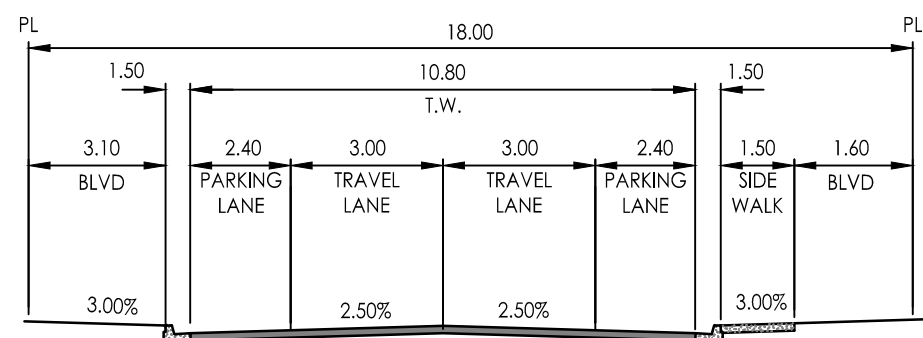 PL PL
18.00
1.50 10.80 1.50
T.W.
3.10 2.40 3.00 3.00 2.40 1.50 1.60
BLVD PARKING TRAVEL TRAVEL PARKING SIDE BLVD
LANE LANE LANE LANE WALK
3.00% 2.50% 2.50% 3.00%